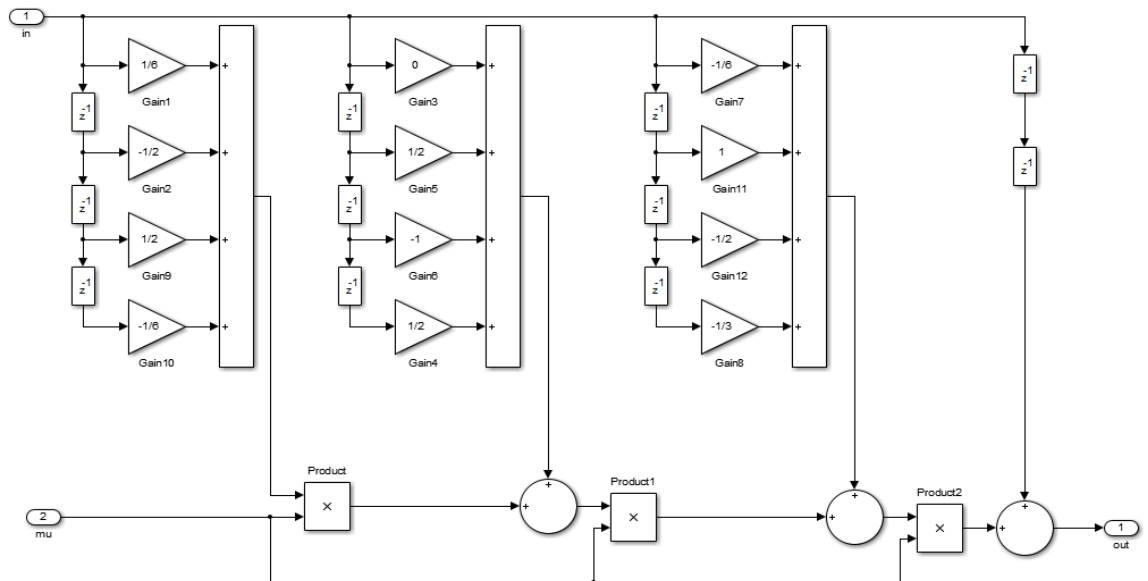 1
in
1/6
+
0
+
-1/6
+
z-1
Gain1
z-1
Gain3
z-1
Gain7
z-1
-1/2
+
1/2
+
1
+
z-1
Gain2
Gain5
Gain11
z-1
z-1
z-1
1/2
+
-1
+
-1/2
+
Gain9
Gain6
Gain12
z-1
z-1
z-1
-1/6
+
1/2
+
-1/3
+
Gain10
Gain4
Gain8
Product
×
+
+
Product1
×
+
+
Product2
×
+
+
2
mu
1
out